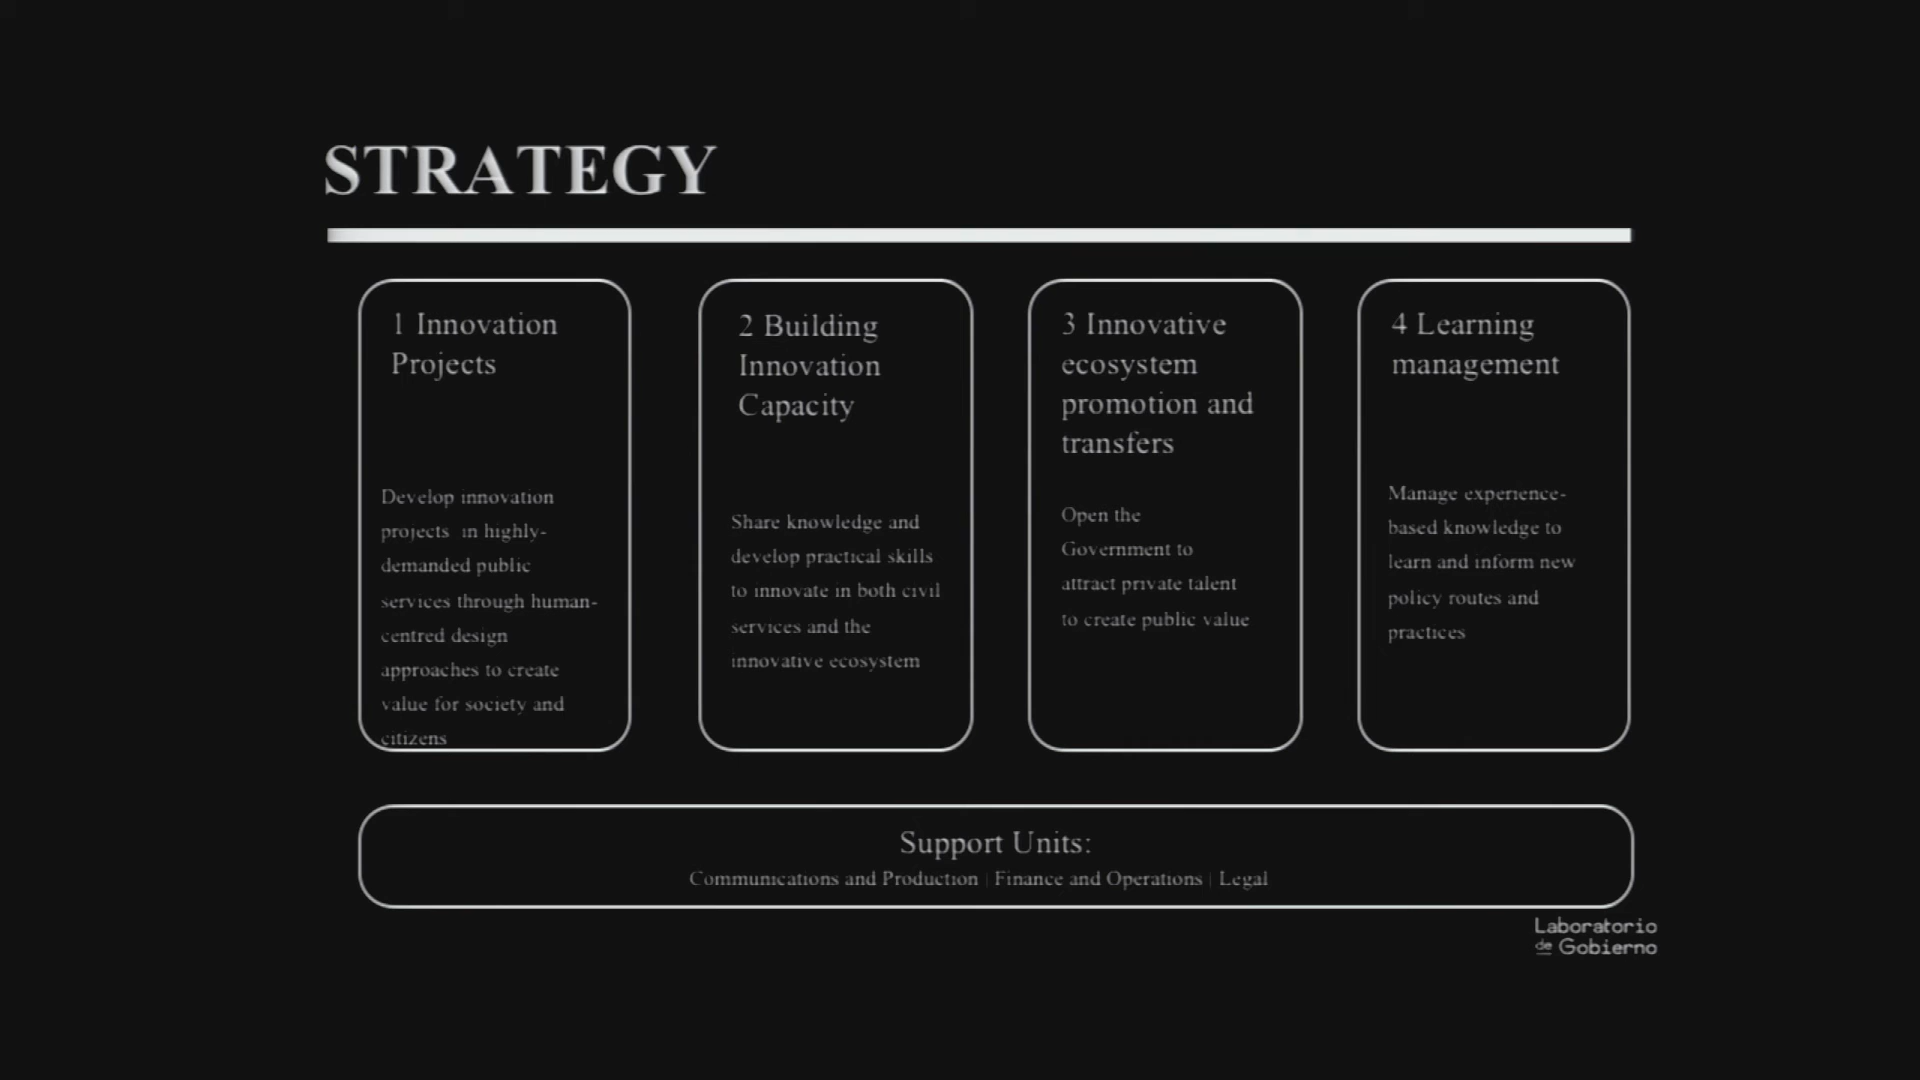 STRATEGY
1 Innovation
Projects
Develop innovation
projects in highly-
demanded public
services through human-
centred design
approaches to create
value for society and
citizens
2 Building
Innovation
Capacity
Share knowledge and
develop practical skills
to innovate in both civil
services and the
innovative ecosystem
3 Innovative
ecosystem
promotion and
transfers
Open the
Government to
attract private talent
to create public value
4 Learning
management
Manage experience-
based knowledge to
learn and inform new
policy routes and
practices
Support Units:
Communications and Production | Finance and Operations | Legal
Laboratorio
de Gobierno